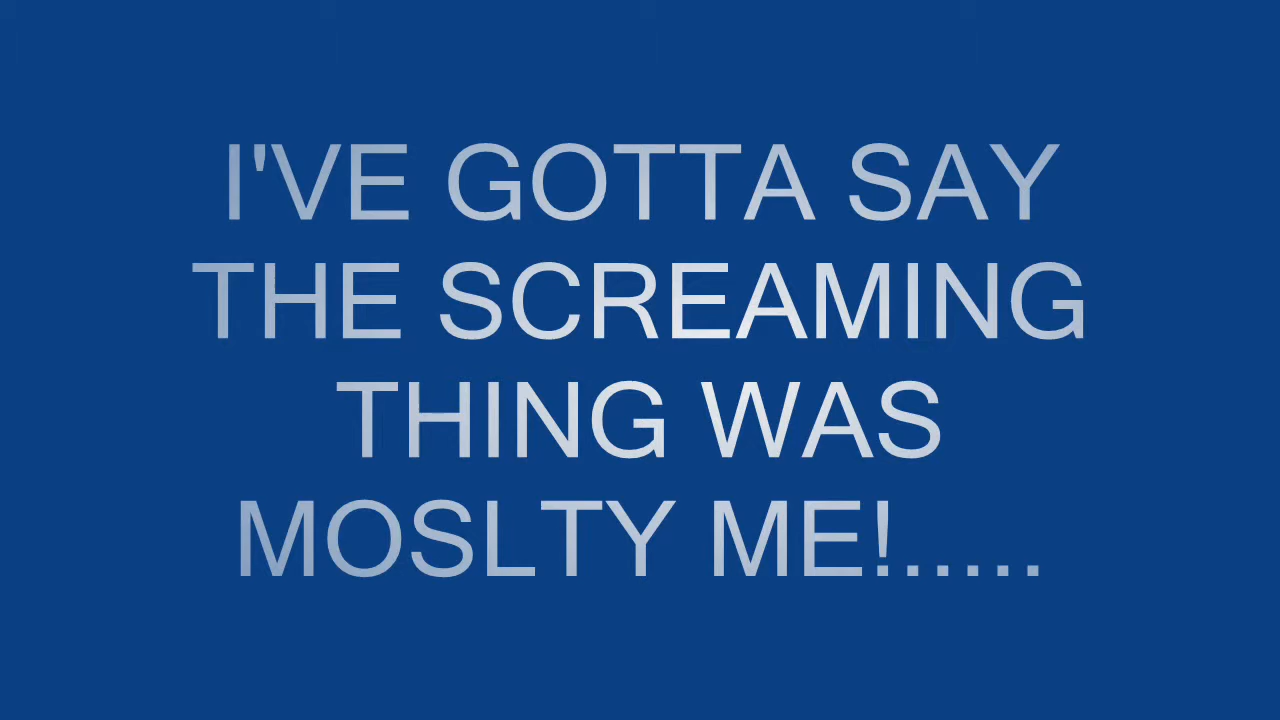 I'VE GOTTA SAY
THE SCREAMING
THING WAS
MOSLTY ME!.....